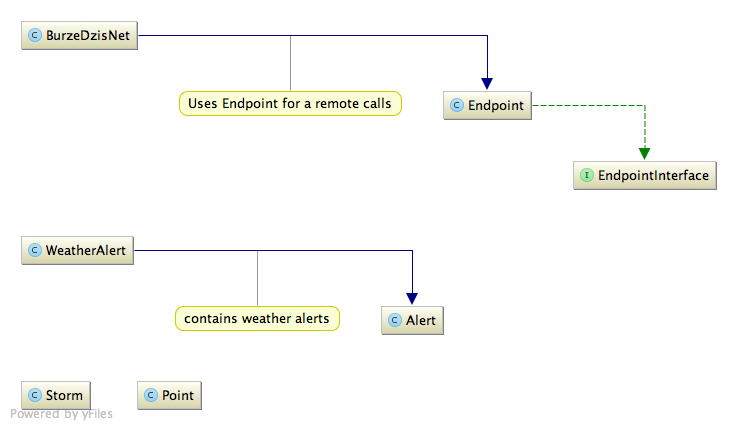 C BurzeDzisNet
Uses Endpoint for a remote calls
C Endpoint
I EndpointInterface
C WeatherAlert
contains weather alerts
C Alert
C Storm
C Point
Powered by yFiles